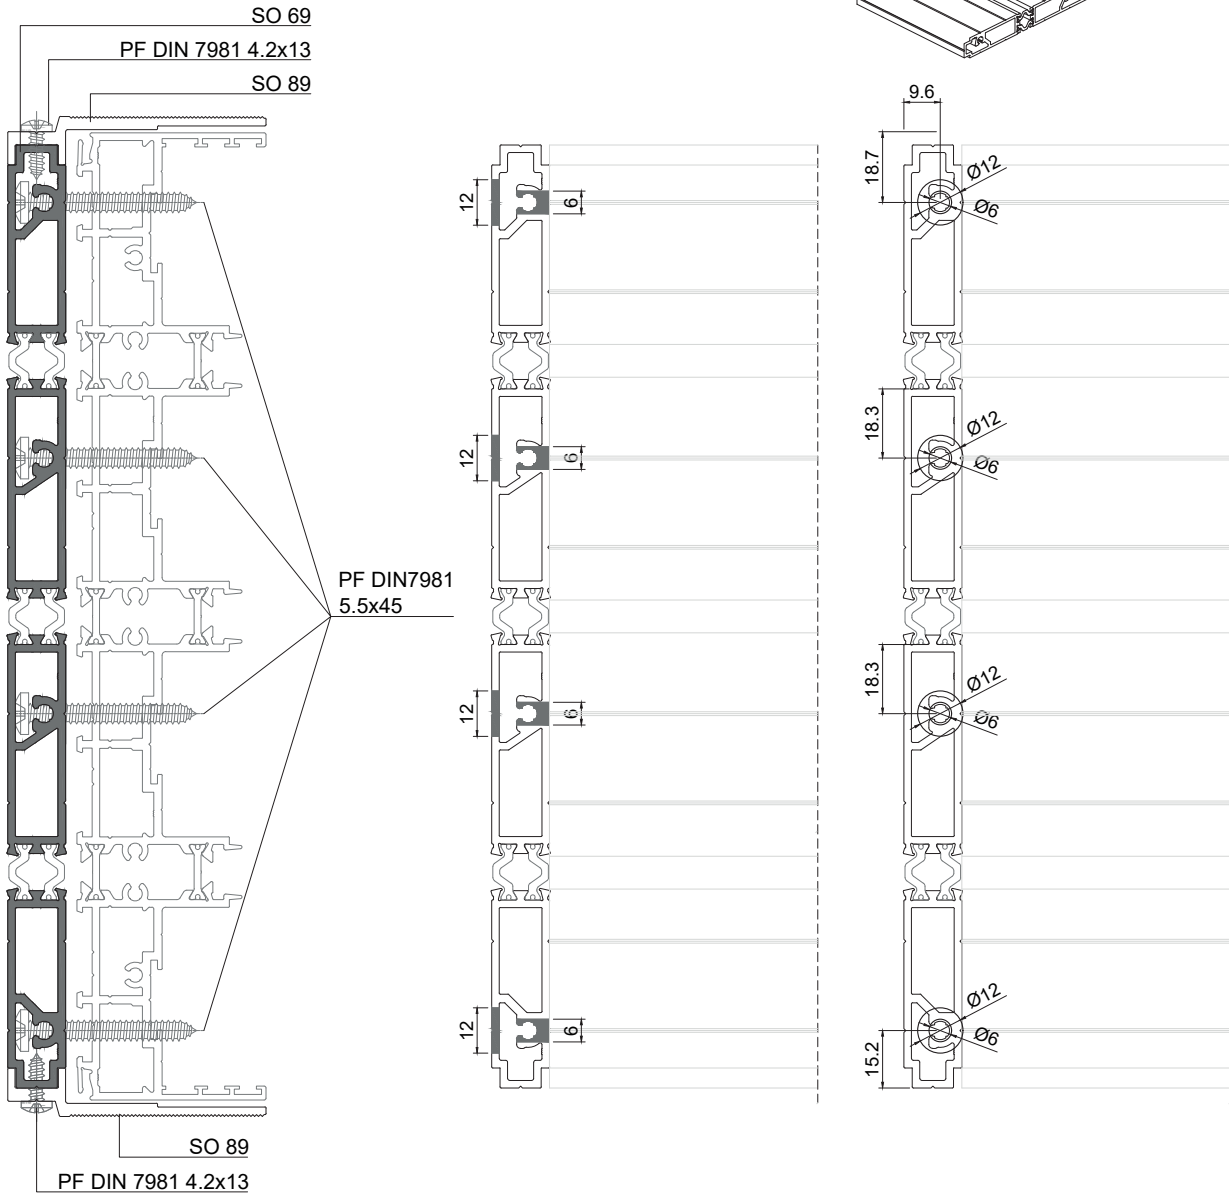 SO 69
PF DIN 7981 4.2x13
SO 89
9.6
18.7
Ø12
Ø6
12
6
18.3
Ø12
Ø6
12
6
PF DIN7981
5.5x45
18.3
Ø12
Ø6
12
6
Ø12
Ø6
12
6
15.2
SO 89
PF DIN 7981 4.2x13